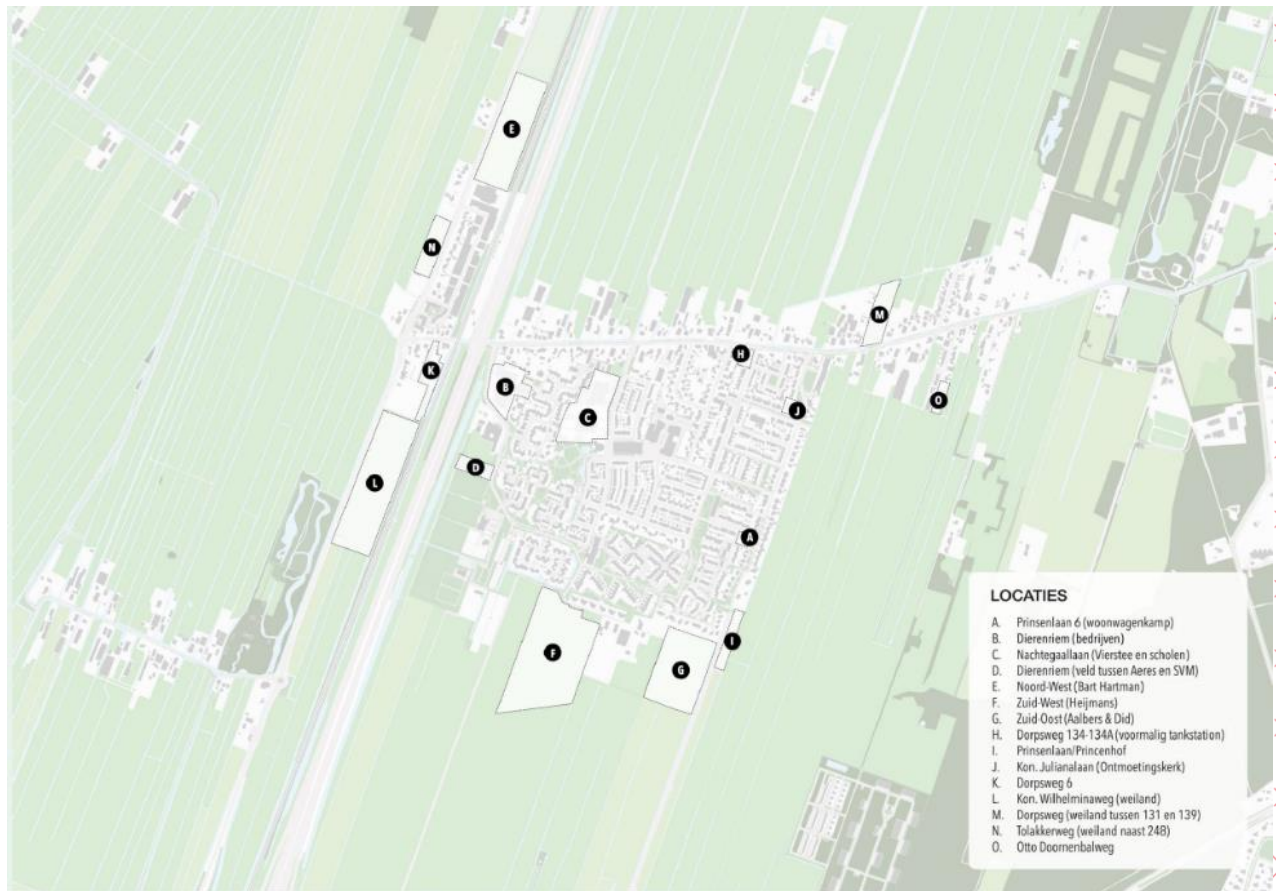 E
N
M
H
K
B
O
J
C
D
L
A
I
F
G
LOCATIES
A. Prinsenlaan 6 (woonwagenkamp)
B. Dierenriem (bedrijven)
C. Nachtegaallaan (Vierstee en scholen)
D. Dierenriem (veld tussen Aeres en SVM)
E. Noord-West (Bart Hartman)
F. Zuid-West (Heijmans)
G. Zuid-Oost (Aalbers & Did)
H. Dorpsweg 134-134A (voormalig tankstation)
I. Prinsenlaan/Princenhof
J. Kon. Julianalaan (Ontmoetingskerk)
K. Dorpsweg 6
L. Kon. Wilhelminaweg (weiland)
M. Dorpsweg (weiland tussen 131 en 139)
N. Tolakkerweg (weiland naast 248)
O. Otto Doornenbalweg